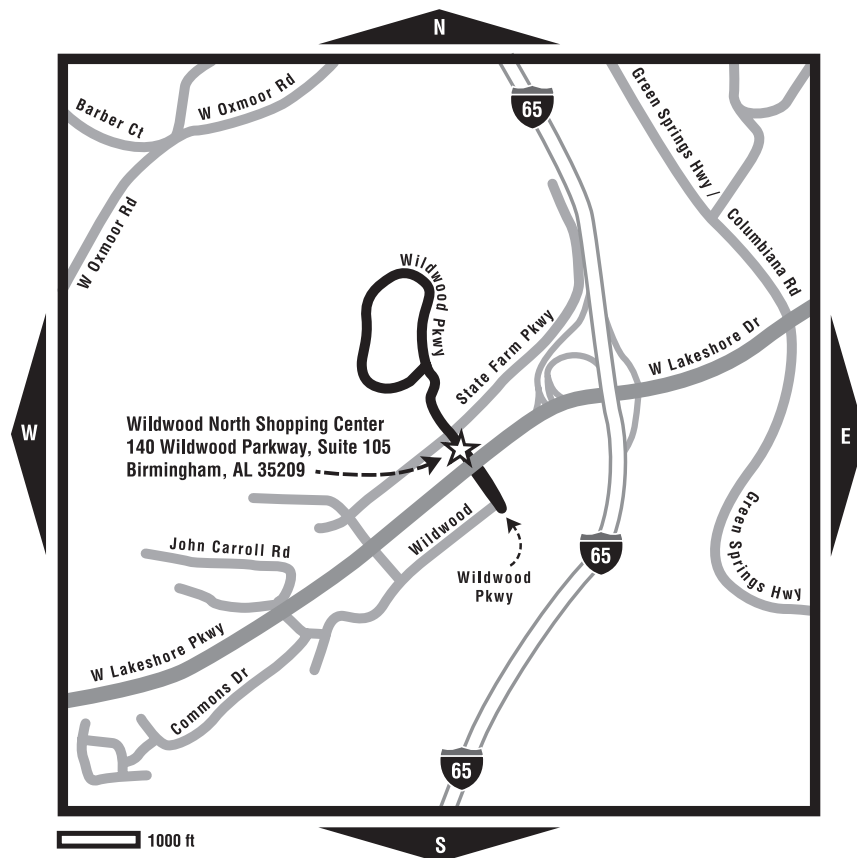 N
65
W Oxmoor Rd
Barber Ct
Green Springs Hwy /
Columbiana Rd
W Oxmoor Rd
Wildwood Pkwy
State Farm Pkwy
W Lakeshore Dr
W
E
Wildwood North Shopping Center
140 Wildwood Parkway, Suite 105
Birmingham, AL 35209
Wildwood
John Carroll Rd
65
Wildwood
Pkwy
Green Springs Hwy
W Lakeshore Pkwy
Commons Dr
65
1000 ft
S